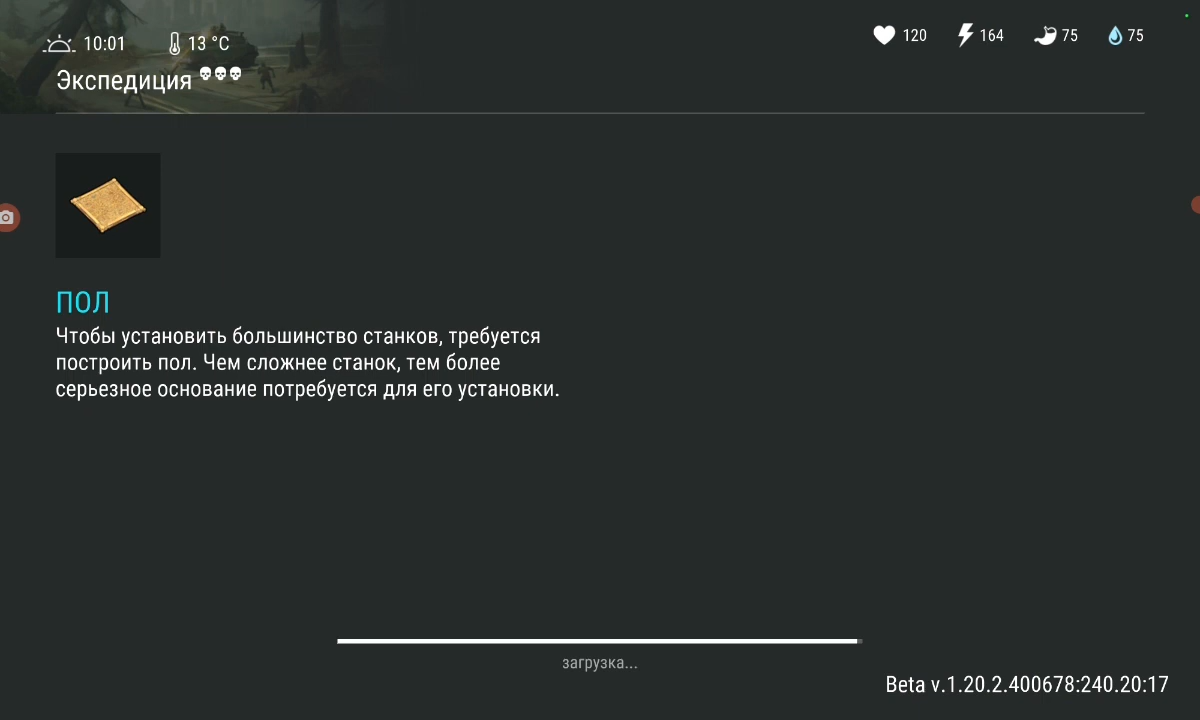 10:01
13 °C
120
164
75
75
Экспедиция
ПОЛ
Чтобы установить большинство станков, требуется
построить пол. Чем сложнее станок, тем более
серьезное основание потребуется для его установки.
загрузка...
Beta v.1.20.2.400678:240.20:17